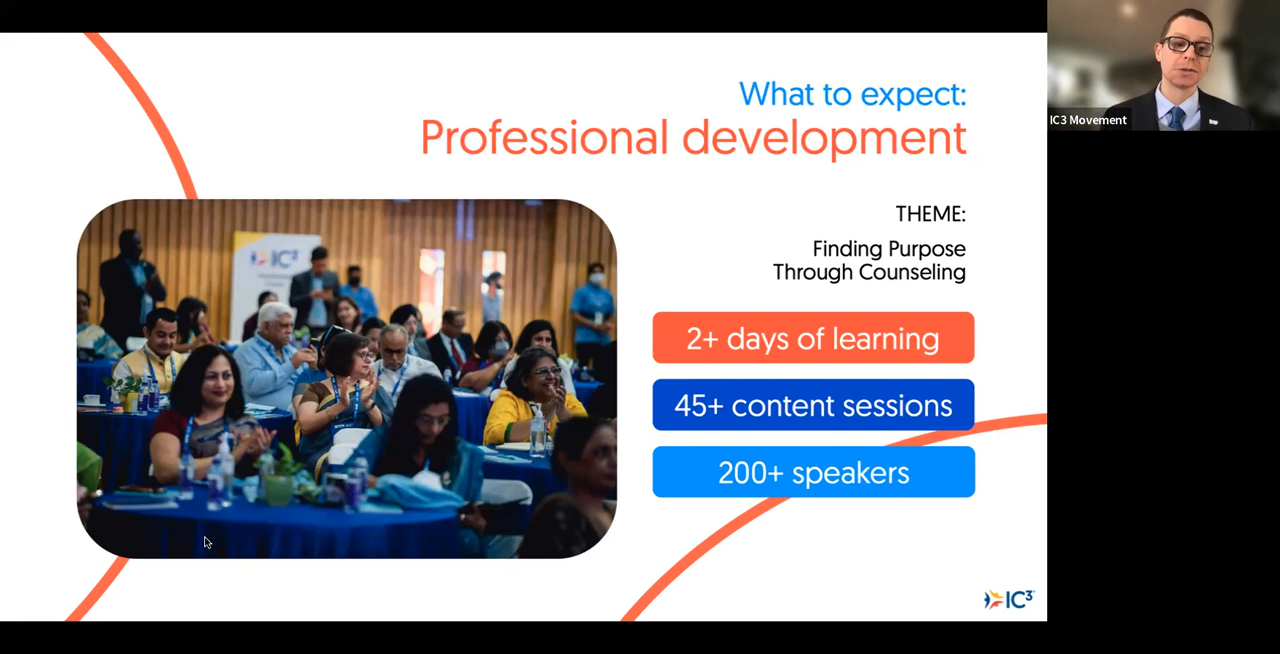 What to expect:
Professional development
THEME:
Finding Purpose
Through Counseling
2+ days of learning
45+ content sessions
200+ speakers
IC³
IC³
IC3 Movement